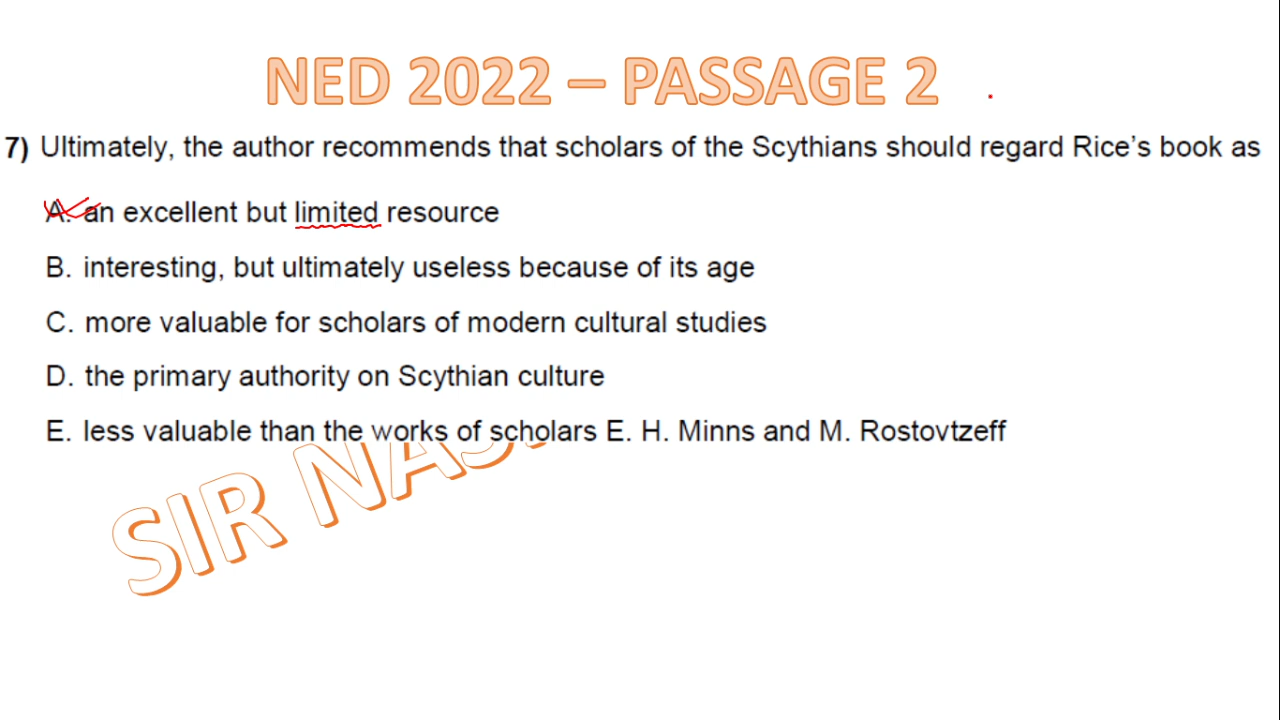 NED 2022 – PASSAGE 2
7) Ultimately, the author recommends that scholars of the Scythians should regard Rice's book as
A. an excellent but limited resource
B. interesting, but ultimately useless because of its age
C. more valuable for scholars of modern cultural studies
D. the primary authority on Scythian culture
E. less valuable than the works of scholars E. H. Minns and M. Rostovtzeff
SIR